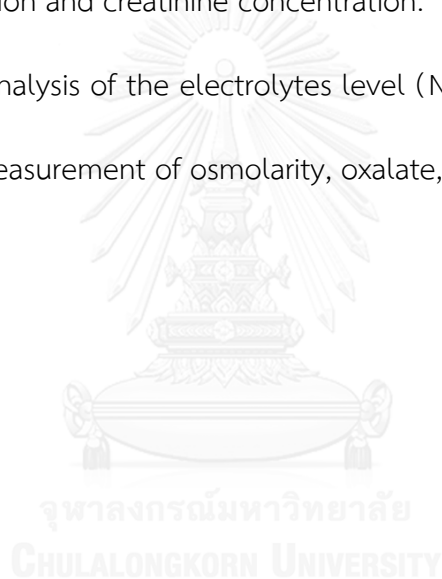 ion and creatinine concentration.
nalysis of the electrolytes level (N
easurement of osmolarity, oxalate,
จุฬาลงกรณ์มหาวิทยาลัย
CHULALONGKORN UNIVERSITY